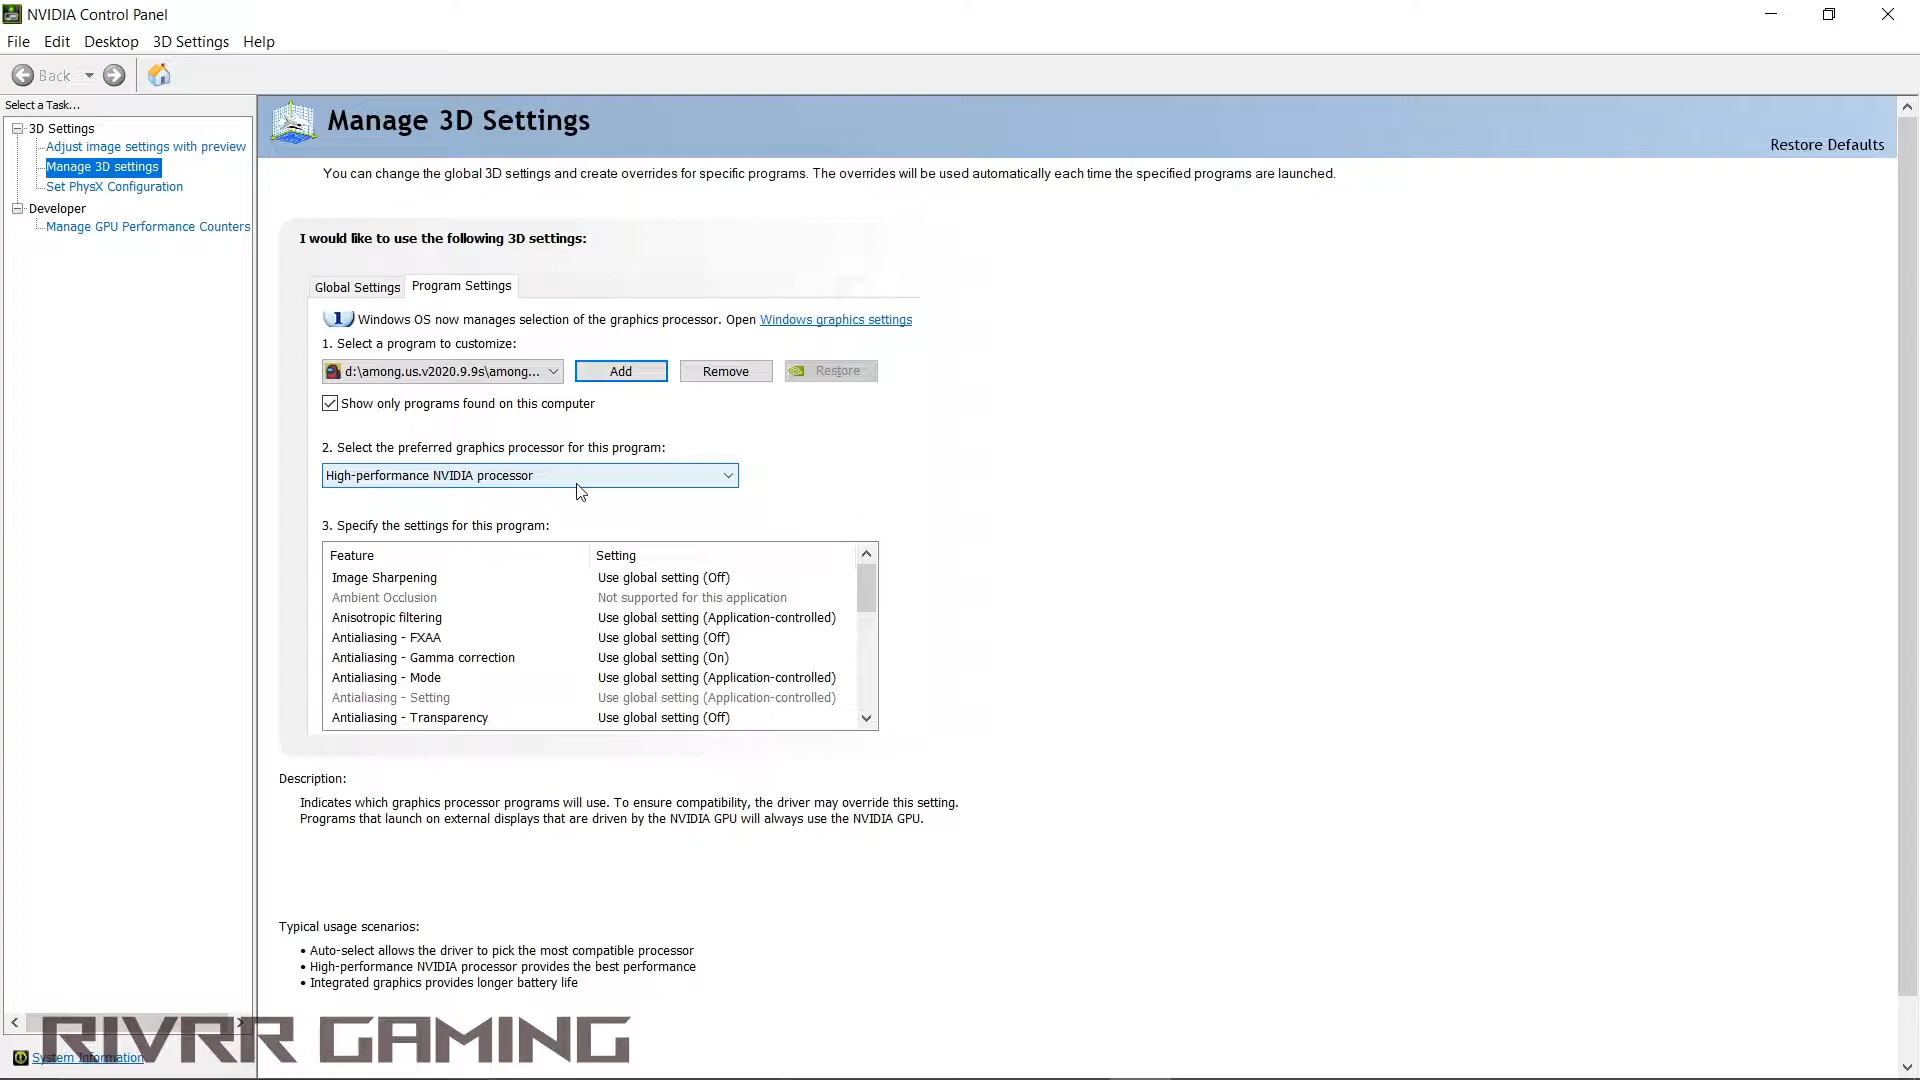 NVIDIA Control Panel
File Edit Desktop 3D Settings Help
Back
Select a Task...
3D Settings
Adjust image settings with preview
Manage 3D settings
Set PhysX Configuration
Developer
Manage GPU Performance Counters
System Information
Manage 3D Settings
Restore Defaults
You can change the global 3D settings and create overrides for specific programs. The overrides will be used automatically each time the specified programs are launched.
I would like to use the following 3D settings:
Global Settings Program Settings
Windows OS now manages selection of the graphics processor. Open Windows graphics settings
1. Select a program to customize:
d:\among.us.v2020.9.9s\among... Add Remove Restore
Show only programs found on this computer
2. Select the preferred graphics processor for this program:
High-performance NVIDIA processor
3. Specify the settings for this program:
Feature Setting
Image Sharpening Use global setting (Off)
Ambient Occlusion Not supported for this application
Anisotropic filtering Use global setting (Application-controlled)
Antialiasing - FXAA Use global setting (Off)
Antialiasing - Gamma correction Use global setting (On)
Antialiasing - Mode Use global setting (Application-controlled)
Antialiasing - Setting Use global setting (Application-controlled)
Antialiasing - Transparency Use global setting (Off)
Description:
Indicates which graphics processor programs will use. To ensure compatibility, the driver may override this setting.
Programs that launch on external displays that are driven by the NVIDIA GPU will always use the NVIDIA GPU.
Typical usage scenarios:
• Auto-select allows the driver to pick the most compatible processor
• High-performance NVIDIA processor provides the best performance
• Integrated graphics provides longer battery life
RIVRR GAMING